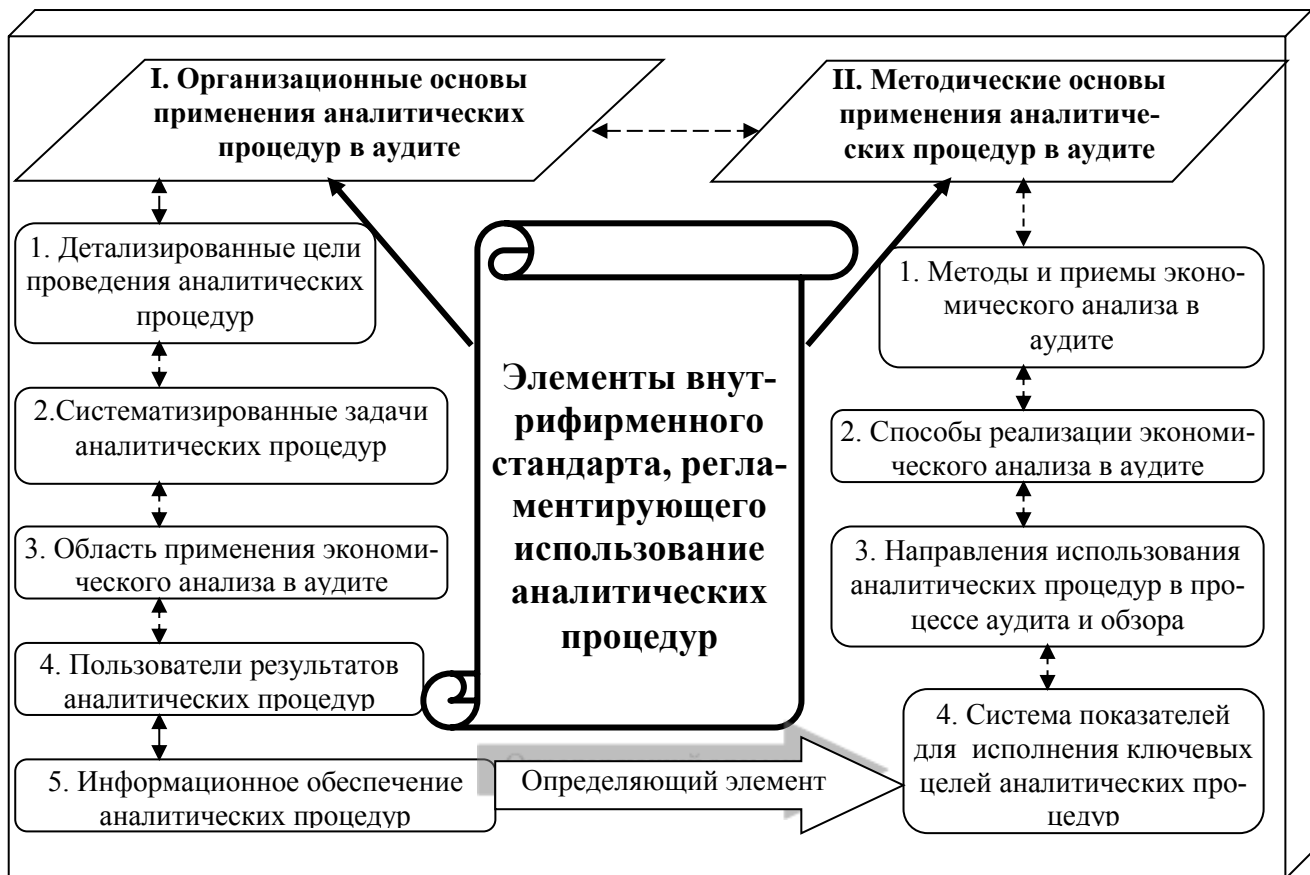 I. Организационные основы
применения аналитических
процедур в аудите
II. Методические основы
применения аналитиче-
ских процедур в аудите
1. Детализированные цели
проведения аналитических
процедур
2.Систематизированные задачи
аналитических процедур
3. Область применения экономи-
ческого анализа в аудите
4. Пользователи результатов
аналитических процедур
5. Информационное обеспечение
аналитических процедур
Элементы внут-
рифирменного
стандарта, регла-
ментирующего
использование
аналитических
процедур
Определяющий элемент
1. Методы и приемы эконо-
мического анализа в
аудите
2. Способы реализации экономи-
ческого анализа в аудите
3. Направления использования
аналитических процедур в про-
цессе аудита и обзора
4. Система показателей
для исполнения ключевых
целей аналитических про-
цедур